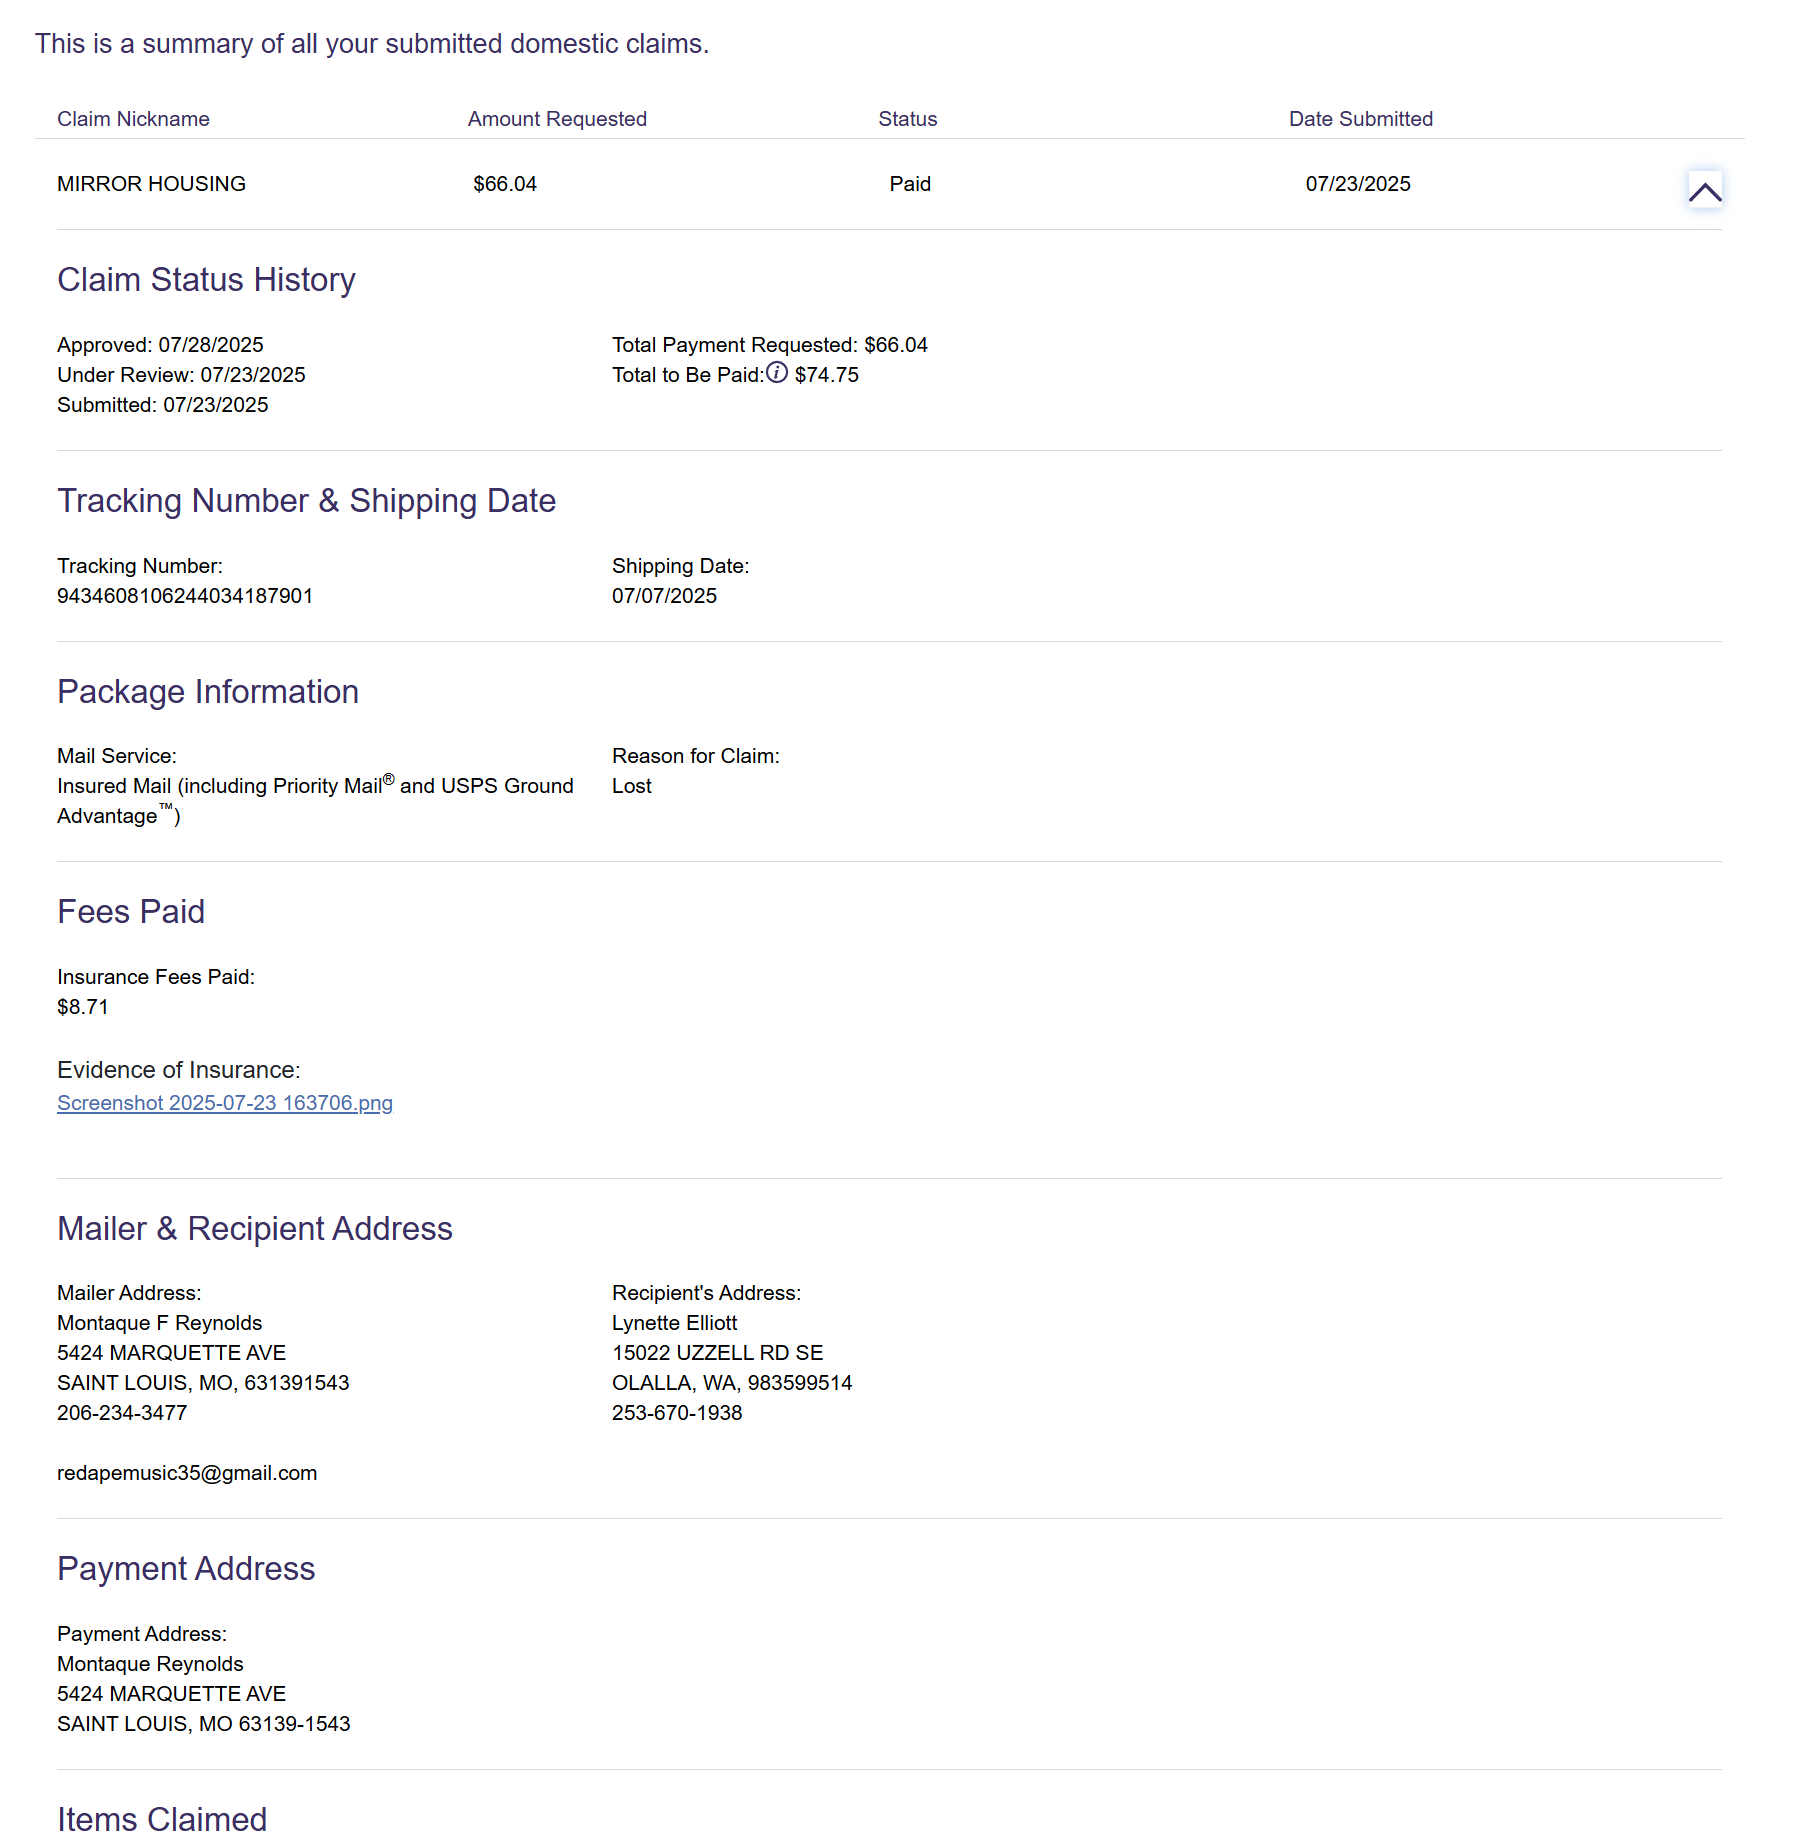 This is a summary of all your submitted domestic claims.
Claim Nickname Amount Requested Status Date Submitted
MIRROR HOUSING $66.04 Paid 07/23/2025
Claim Status History
Approved: 07/28/2025 Total Payment Requested: $66.04
Under Review: 07/23/2025 Total to Be Paid: $74.75
Submitted: 07/23/2025
Tracking Number & Shipping Date
Tracking Number: Shipping Date:
9434608106244034187901 07/07/2025
Package Information
Mail Service: Reason for Claim:
Insured Mail (including Priority Mail® and USPS Ground Lost
Advantage™)
Fees Paid
Insurance Fees Paid:
$8.71
Evidence of Insurance:
Screenshot 2025-07-23 163706.png
Mailer & Recipient Address
Mailer Address: Recipient's Address:
Montaque F Reynolds Lynette Elliott
5424 MARQUETTE AVE 15022 UZZELL RD SE
SAINT LOUIS, MO, 631391543 OLALLA, WA, 983599514
206-234-3477 253-670-1938
redapemusic35@gmail.com
Payment Address
Payment Address:
Montaque Reynolds
5424 MARQUETTE AVE
SAINT LOUIS, MO 63139-1543
Items Claimed